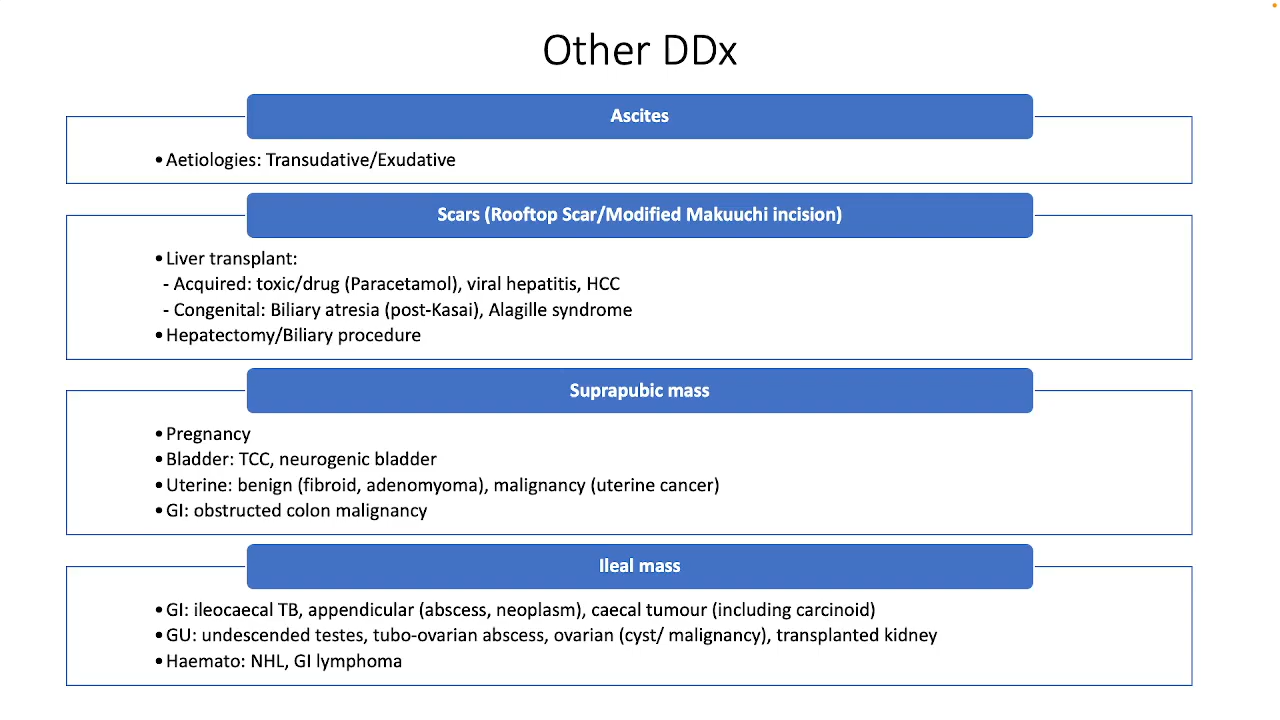 Other DDx
Ascites
•Aetiologies: Transudative/Exudative
Scars (Rooftop Scar/Modified Makuuchi incision)
•Liver transplant:
- Acquired: toxic/drug (Paracetamol), viral hepatitis, HCC
- Congenital: Biliary atresia (post-Kasai), Alagille syndrome
•Hepatectomy/Biliary procedure
Suprapubic mass
•Pregnancy
•Bladder: TCC, neurogenic bladder
•Uterine: benign (fibroid, adenomyoma), malignancy (uterine cancer)
•GI: obstructed colon malignancy
Ileal mass
•GI: ileocaecal TB, appendicular (abscess, neoplasm), caecal tumour (including carcinoid)
•GU: undescended testes, tubo-ovarian abscess, ovarian (cyst/ malignancy), transplanted kidney
•Haemato: NHL, GI lymphoma